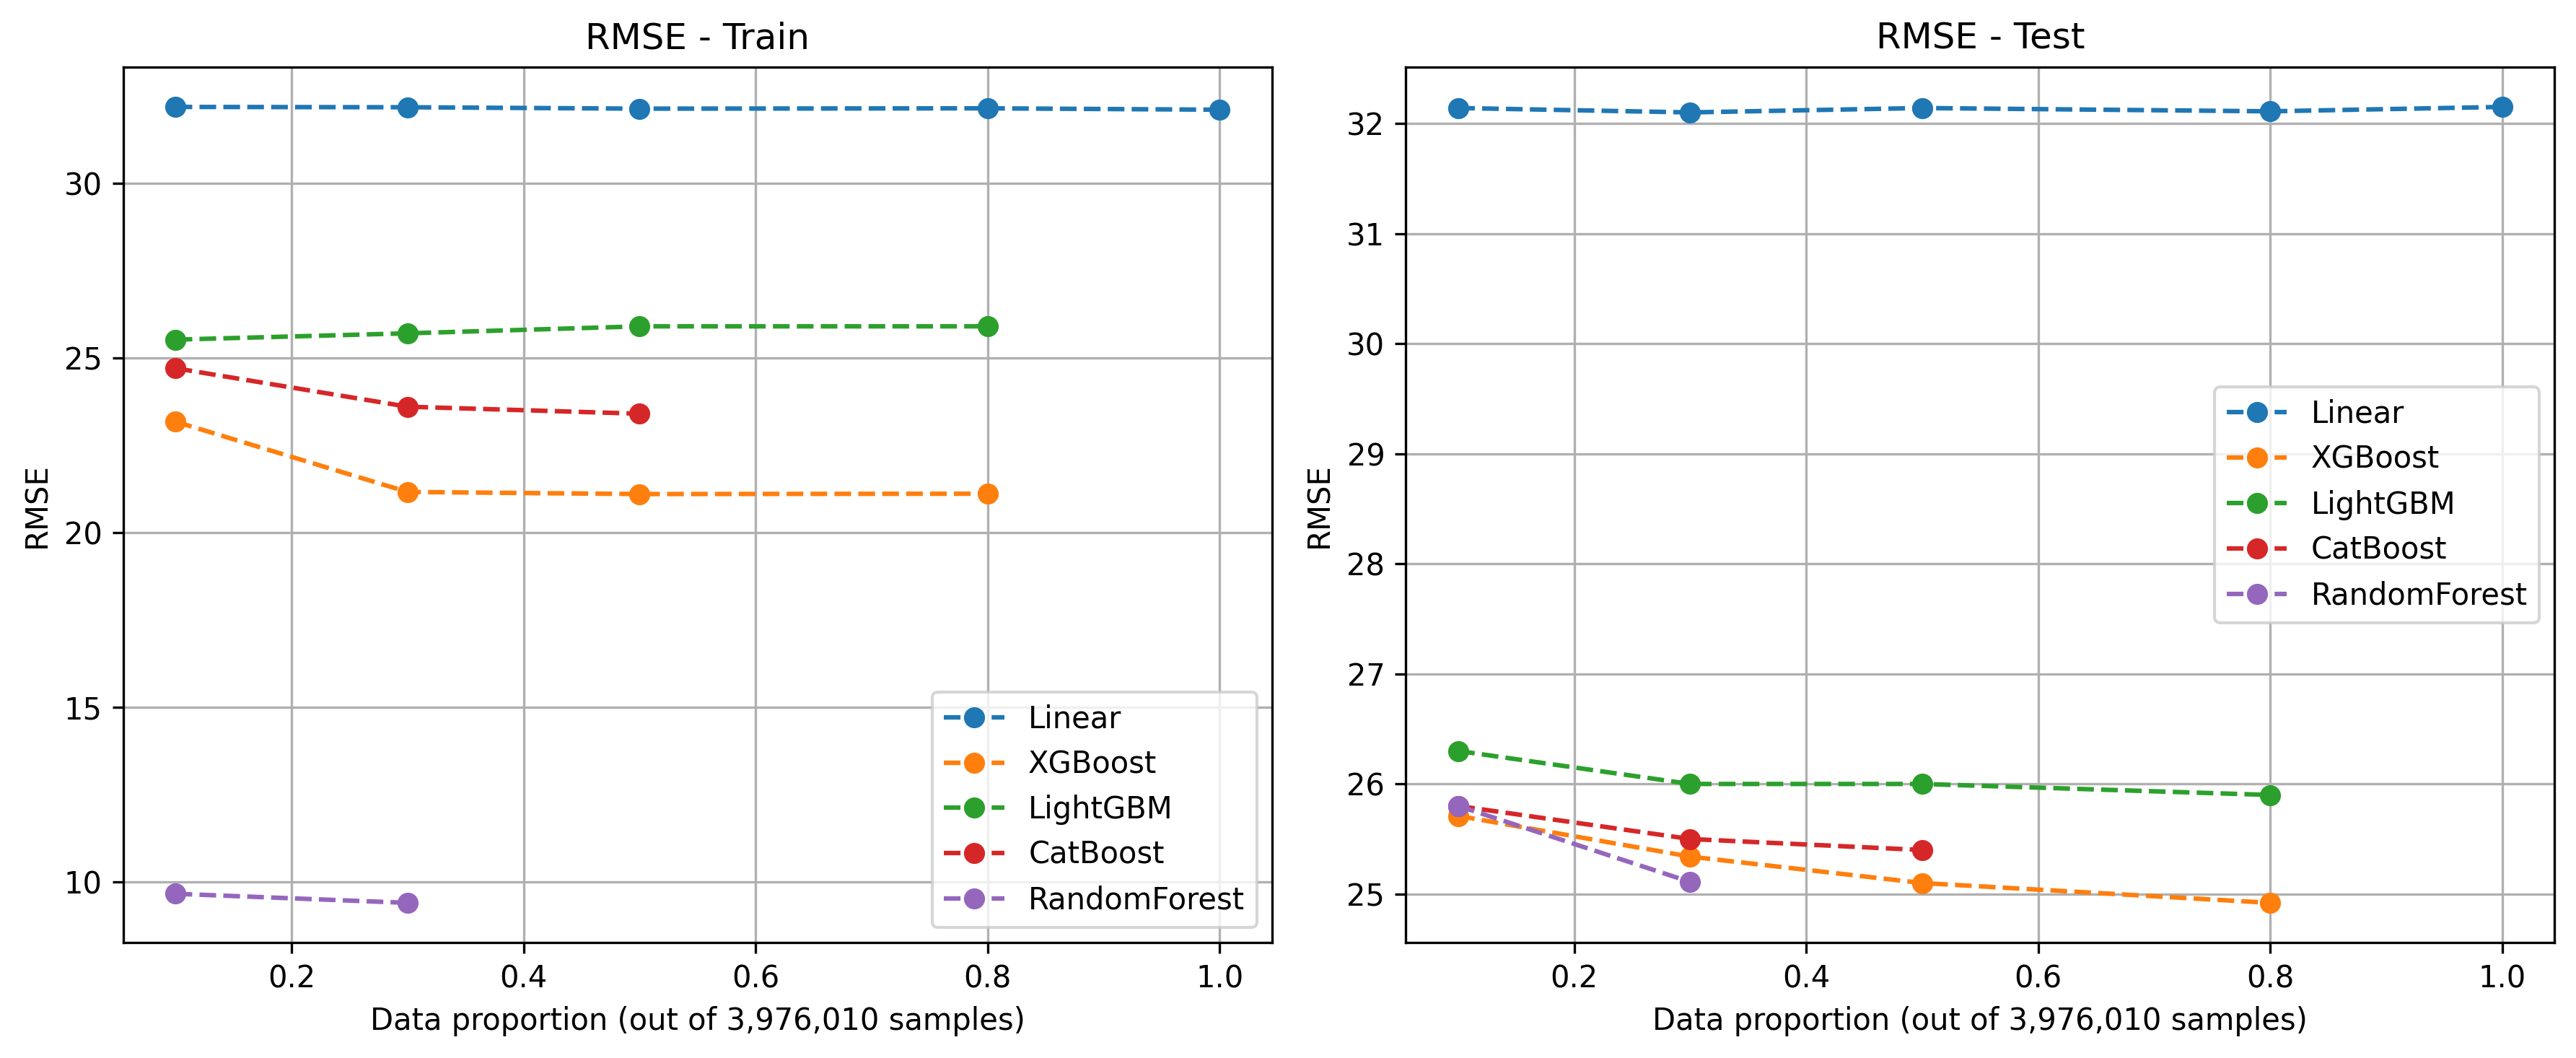 RMSE - Train
30
25
20
15
10
RMSE
0.2
0.4
0.6
0.8
1.0
Data proportion (out of 3,976,010 samples)
Linear
XGBoost
LightGBM
CatBoost
RandomForest
RMSE - Test
32
31
30
29
28
27
26
25
RMSE
0.2
0.4
0.6
0.8
1.0
Data proportion (out of 3,976,010 samples)
Linear
XGBoost
LightGBM
CatBoost
RandomForest